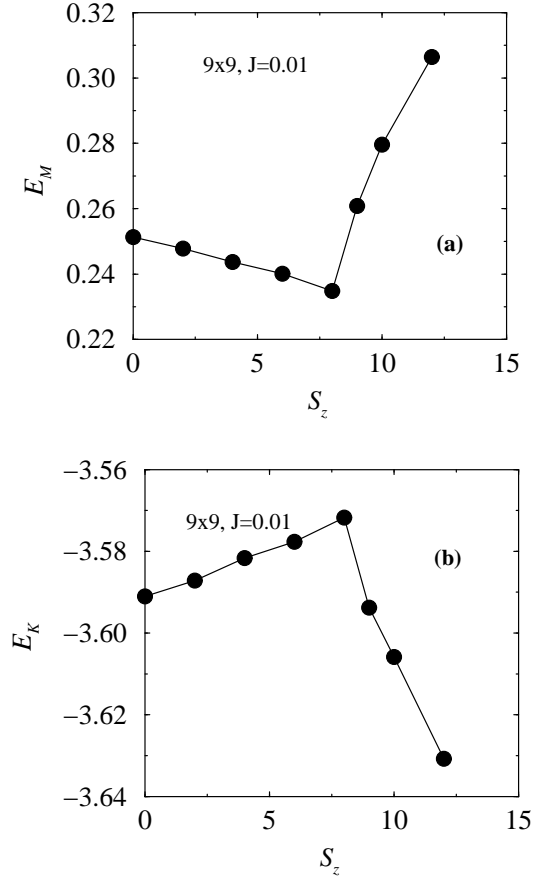 0.32
0.30
0.28
0.26
0.24
0.22
E_M
9x9, J=0.01
(a)
0 5 10 15
S_z
−3.56
−3.58
−3.60
−3.62
−3.64
E_K
9x9, J=0.01
(b)
0 5 10 15
S_z